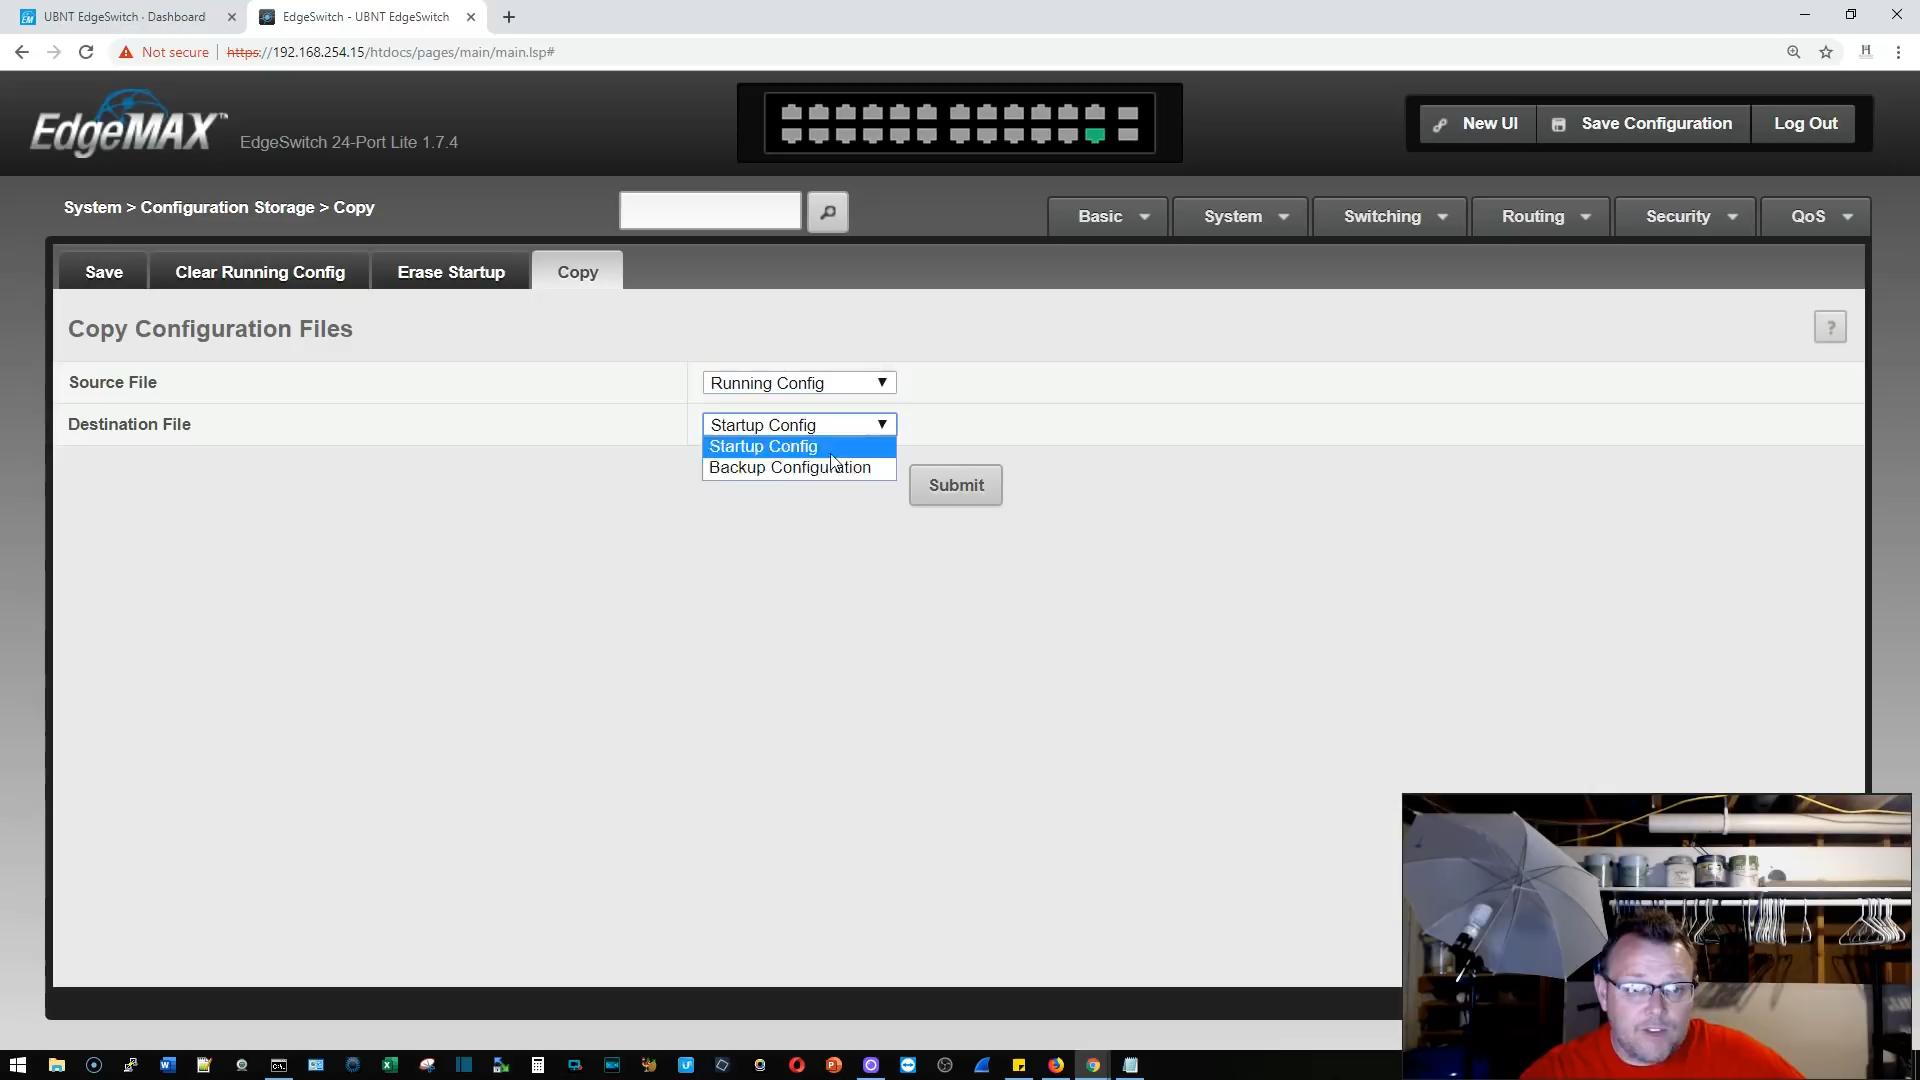 UBNT EdgeSwitch - Dashboard
EdgeSwitch - UBNT EdgeSwitch
Not secure
https://192.168.254.15/htdocs/pages/main/main.lsp#
EdgeMAX™
EdgeSwitch 24-Port Lite 1.7.4
New UI
Save Configuration
Log Out
System > Configuration Storage > Copy
Basic
System
Switching
Routing
Security
QoS
Save
Clear Running Config
Erase Startup
Copy
Copy Configuration Files
?
Source File
Running Config
Destination File
Startup Config
Startup Config
Backup Configuration
Submit